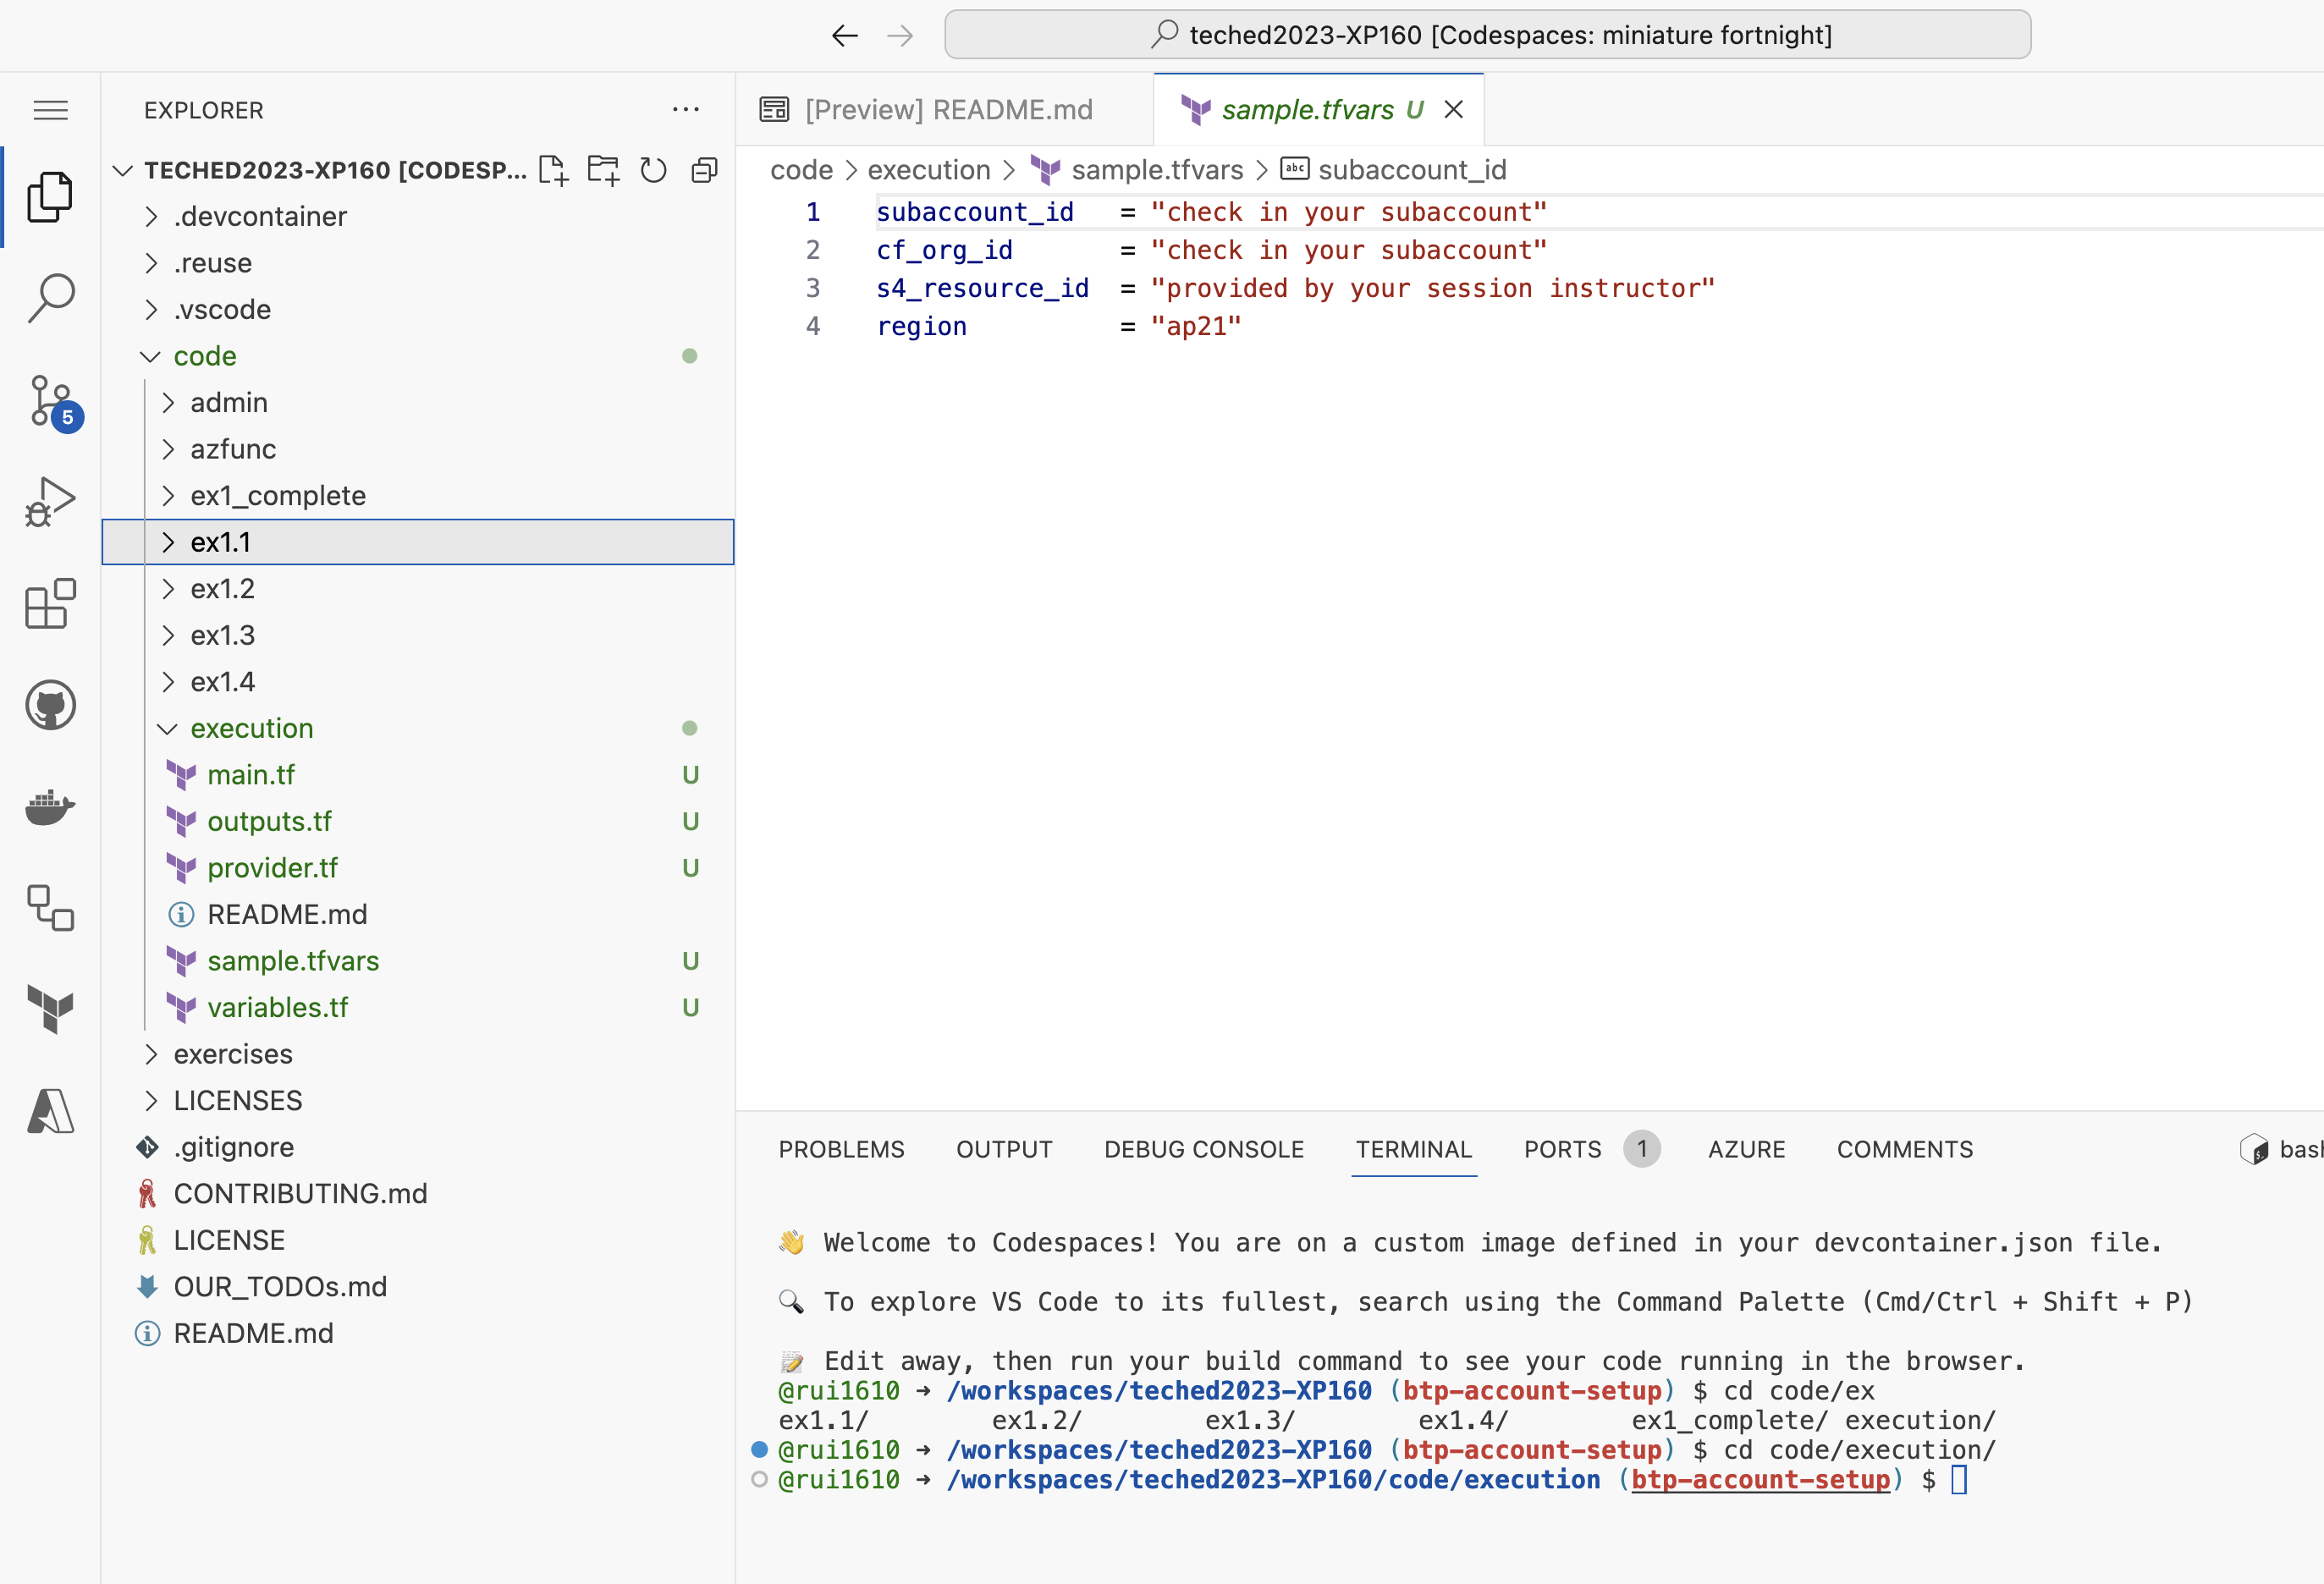 teched2023-XP160 [Codespaces: miniature fortnight]
EXPLORER
TECHED2023-XP160 [CODESP...
.devcontainer
.reuse
.vscode
code
admin
azfunc
ex1_complete
ex1.1
ex1.2
ex1.3
ex1.4
execution
main.tf U
outputs.tf U
provider.tf U
README.md
sample.tfvars U
variables.tf U
exercises
LICENSES
.gitignore
CONTRIBUTING.md
LICENSE
OUR_TODOs.md
README.md
5
[Preview] README.md
sample.tfvars U
code > execution > sample.tfvars > abc subaccount_id
1 subaccount_id = "check in your subaccount"
2 cf_org_id = "check in your subaccount"
3 s4_resource_id = "provided by your session instructor"
4 region = "ap21"
PROBLEMS OUTPUT DEBUG CONSOLE TERMINAL PORTS 1 AZURE COMMENTS bash
👋 Welcome to Codespaces! You are on a custom image defined in your devcontainer.json file.
🔍 To explore VS Code to its fullest, search using the Command Palette (Cmd/Ctrl + Shift + P)
📝 Edit away, then run your build command to see your code running in the browser.
@rui1610 ➜ /workspaces/teched2023-XP160 (btp-account-setup) $ cd code/ex
ex1.1/ ex1.2/ ex1.3/ ex1.4/ ex1_complete/ execution/
@rui1610 ➜ /workspaces/teched2023-XP160 (btp-account-setup) $ cd code/execution/
@rui1610 ➜ /workspaces/teched2023-XP160/code/execution (btp-account-setup) $